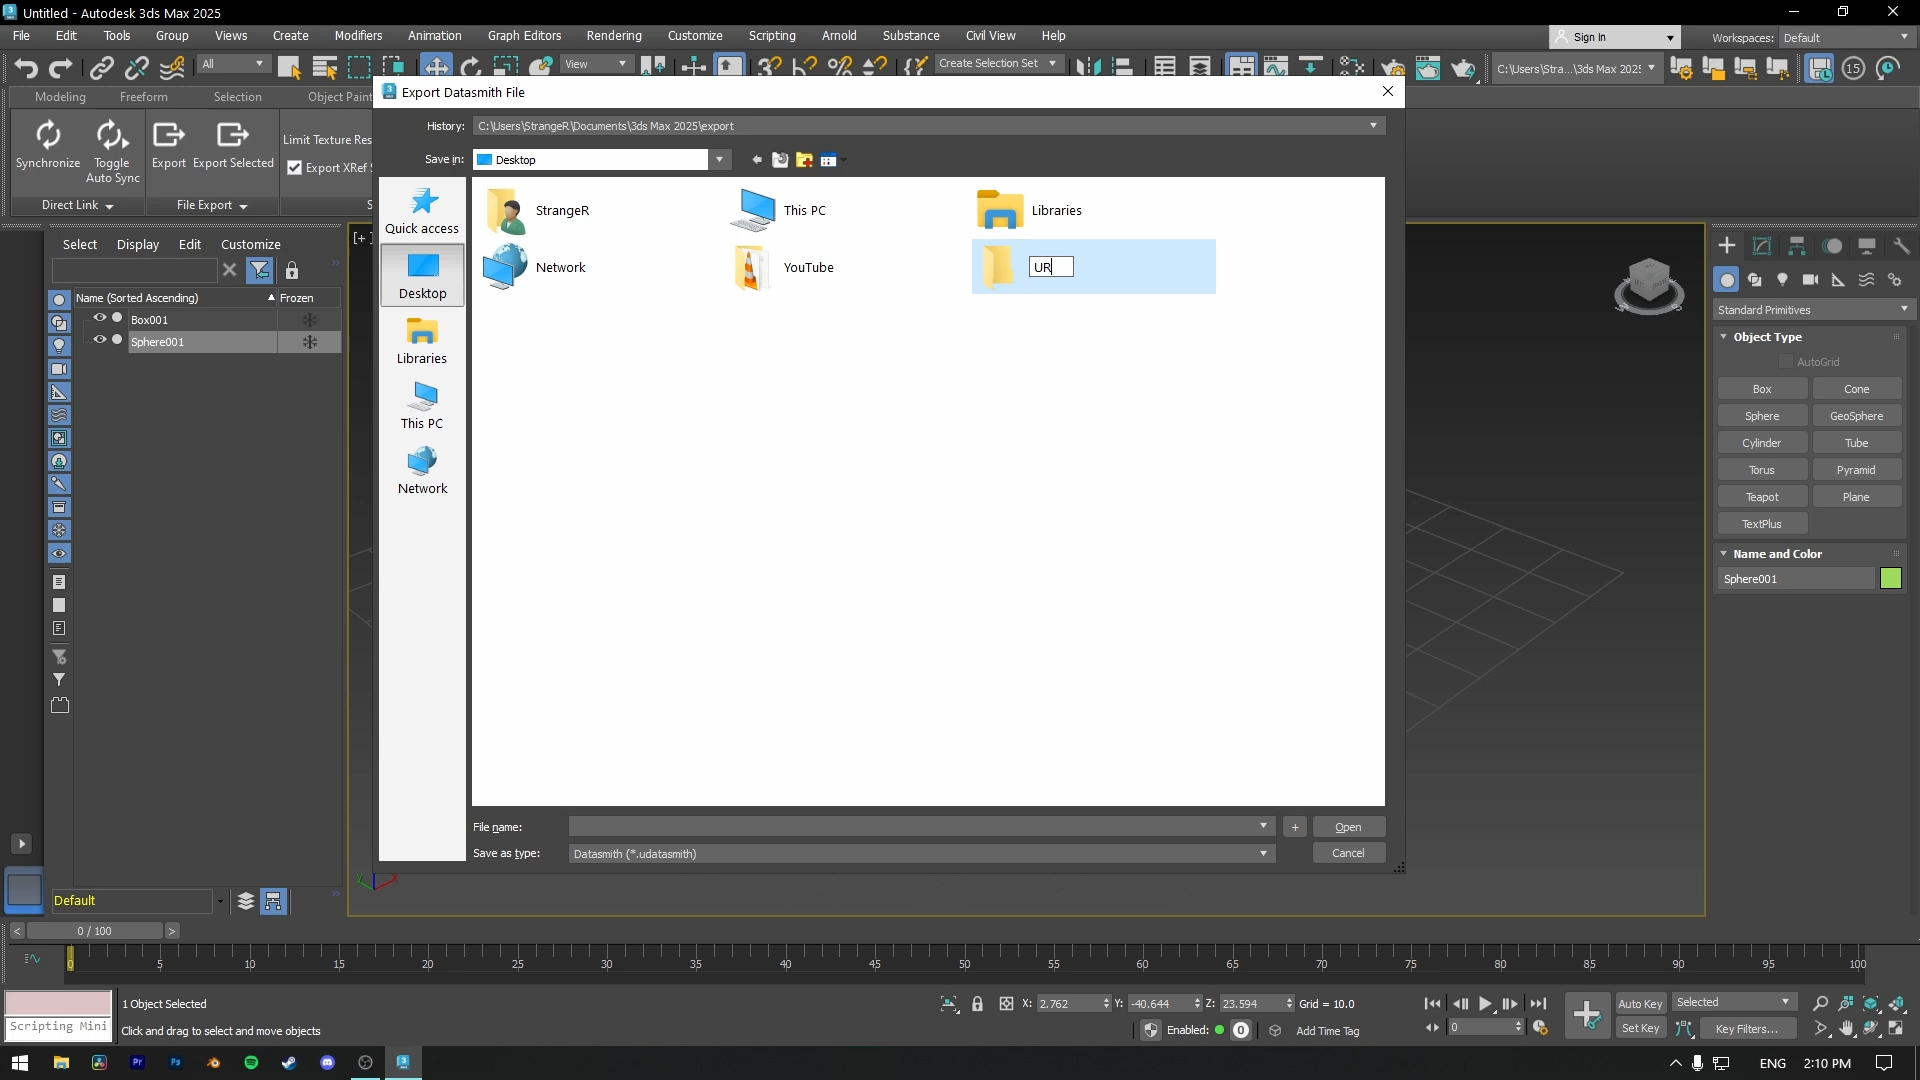 Untitled - Autodesk 3ds Max 2025
File Edit Tools Group Views Create Modifiers Animation Graph Editors Rendering Customize Scripting Arnold Substance Civil View Help
Sign In
Workspaces: Default
All
View
Create Selection Set
C:\Users\Stra...\3ds Max 202
15
Modeling Freeform Selection Object Paint
Export Datasmith File
Synchronize
Toggle Auto Sync
Export
Export Selected
Limit Texture Res
Export XRef S
Direct Link
File Export
History: C:\Users\StrangeR\Documents\3ds Max 2025\export
Save in: Desktop
Quick access
Desktop
Libraries
This PC
Network
StrangeR
This PC
Libraries
Network
YouTube
UR
File name:
+
Open
Save as type: Datasmith (*.udatasmith)
Cancel
Select Display Edit Customize
Name (Sorted Ascending)
Frozen
Box001
Sphere001
[+]
Standard Primitives
Object Type
AutoGrid
Box Cone
Sphere GeoSphere
Cylinder Tube
Torus Pyramid
Teapot Plane
TextPlus
Name and Color
Sphere001
Default
< 0 / 100 >
0 5 10 15 20 25 30 35 40 45 50 55 60 65 70 75 80 85 90 95 100
1 Object Selected
Scripting Mini
Click and drag to select and move objects
X: 2.762 Y: -40.644 Z: 23.594 Grid = 10.0
Enabled: 0
Add Time Tag
0
Auto Key
Selected
Set Key
Key Filters...
ENG 2:10 PM